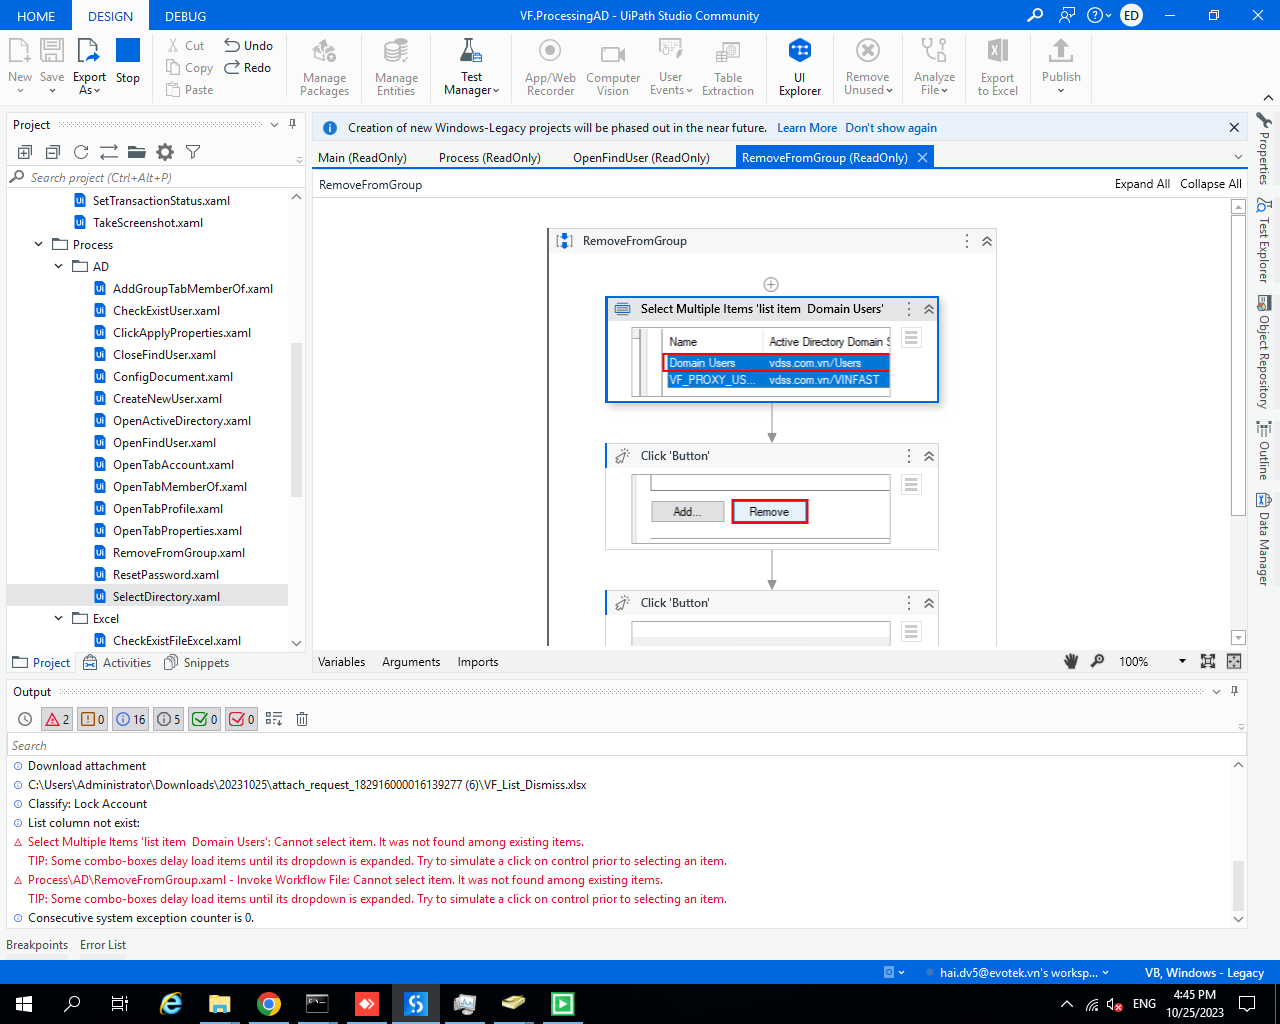 HOME DESIGN DEBUG VF.ProcessingAD - UiPath Studio Community ED
New Save Export As Stop Cut Copy Paste Undo Redo Manage Packages Manage Entities Test Manager App/Web Recorder Computer Vision User Events Table Extraction UI Explorer Remove Unused Analyze File Export to Excel Publish
Project
Search project (Ctrl+Alt+P)
SetTransactionStatus.xaml
TakeScreenshot.xaml
Process
AD
AddGroupTabMemberOf.xaml
CheckExistUser.xaml
ClickApplyProperties.xaml
CloseFindUser.xaml
ConfigDocument.xaml
CreateNewUser.xaml
OpenActiveDirectory.xaml
OpenFindUser.xaml
OpenTabAccount.xaml
OpenTabMemberOf.xaml
OpenTabProfile.xaml
OpenTabProperties.xaml
RemoveFromGroup.xaml
ResetPassword.xaml
SelectDirectory.xaml
Excel
CheckExistFileExcel.xaml
Project Activities Snippets
Creation of new Windows-Legacy projects will be phased out in the near future. Learn More Don't show again
Main (ReadOnly) Process (ReadOnly) OpenFindUser (ReadOnly) RemoveFromGroup (ReadOnly)
RemoveFromGroup Expand All Collapse All
RemoveFromGroup
Select Multiple Items 'list item  Domain Users'
Name Active Directory Domain S
Domain Users vdss.com.vn/Users
VF_PROXY_US... vdss.com.vn/VINFAST
Click 'Button'
Add... Remove
Click 'Button'
Variables Arguments Imports 100%
Properties
Test Explorer
Object Repository
Outline
Data Manager
Output
2 0 16 5 0 0
Search
Download attachment
C:\Users\Administrator\Downloads\20231025\attach_request_182916000016139277 (6)\VF_List_Dismiss.xlsx
Classify: Lock Account
List column not exist:
Select Multiple Items 'list item  Domain Users': Cannot select item. It was not found among existing items.
TIP: Some combo-boxes delay load items until its dropdown is expanded. Try to simulate a click on control prior to selecting an item.
Process\AD\RemoveFromGroup.xaml - Invoke Workflow File: Cannot select item. It was not found among existing items.
TIP: Some combo-boxes delay load items until its dropdown is expanded. Try to simulate a click on control prior to selecting an item.
Consecutive system exception counter is 0.
Breakpoints Error List
hai.dv5@evotek.vn's worksp... VB, Windows - Legacy
ENG 4:45 PM
10/25/2023